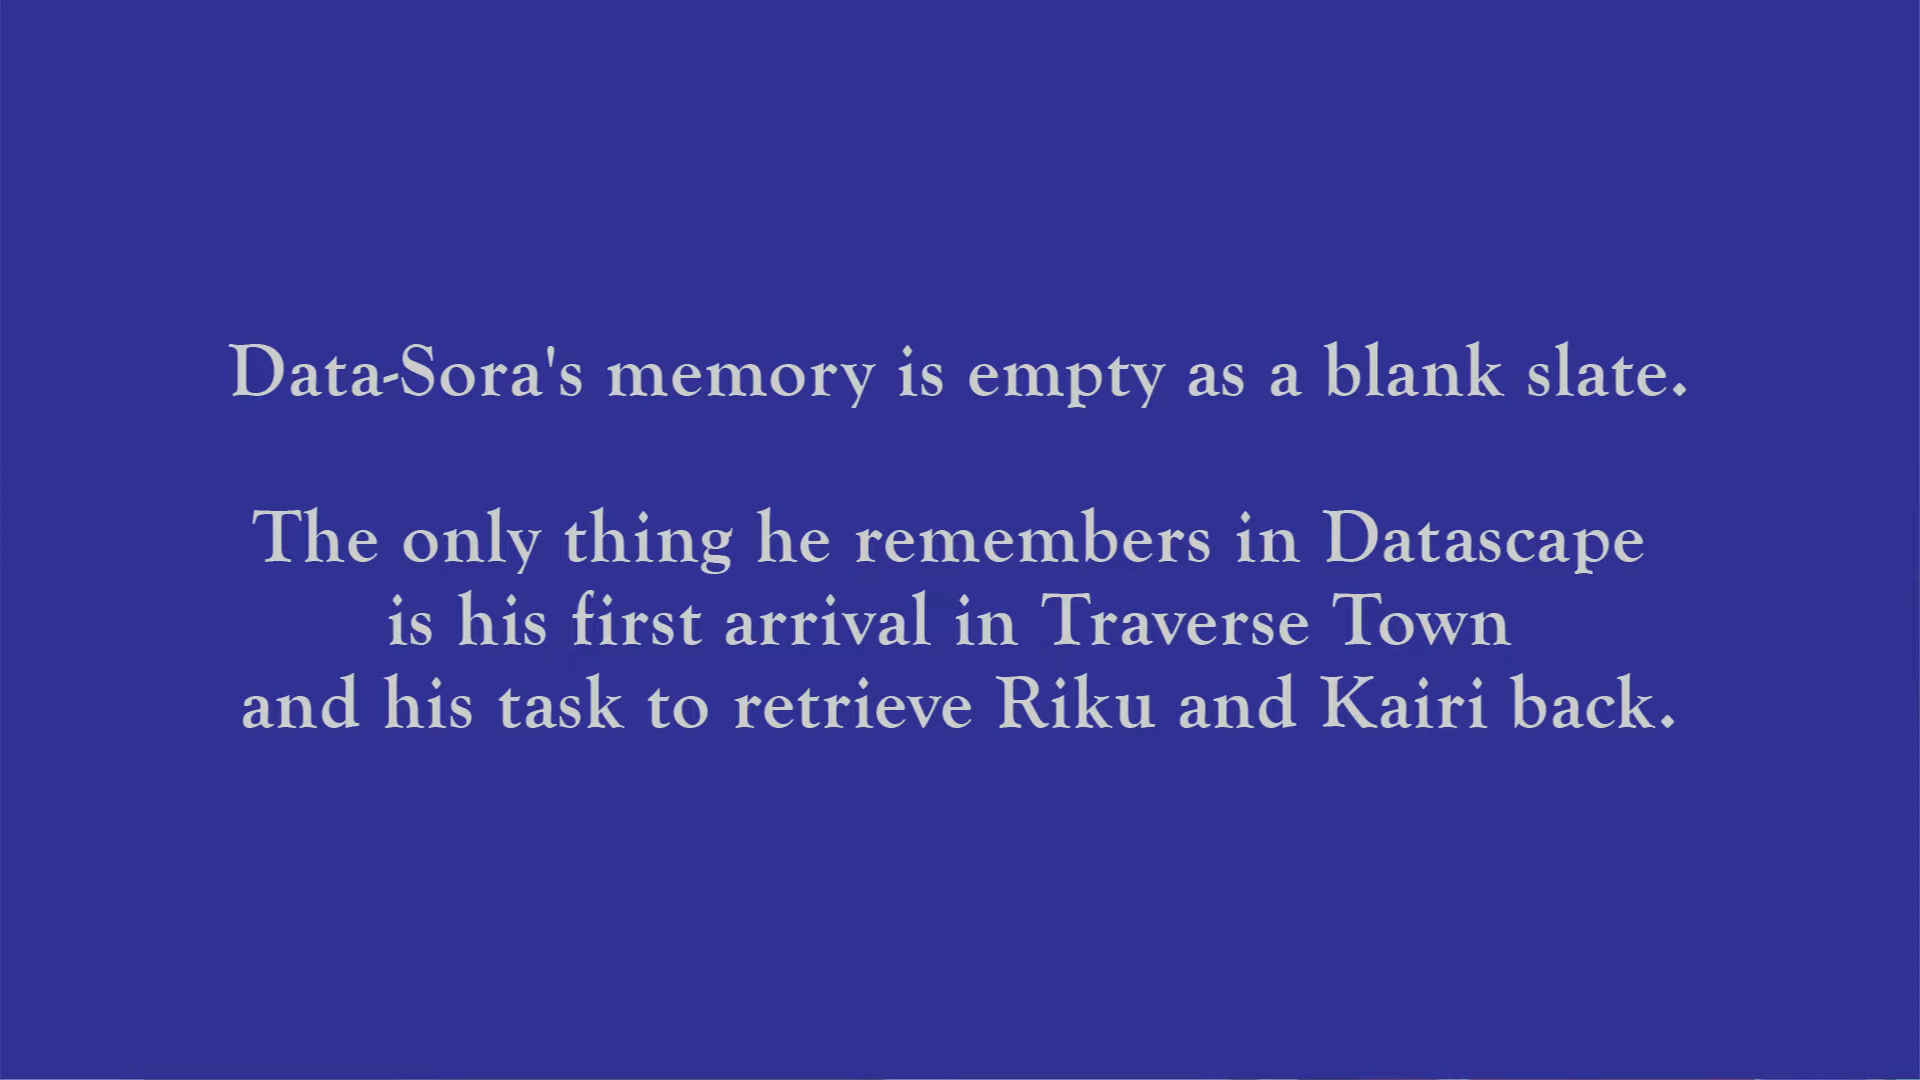 Data-Sora's memory is empty as a blank slate.
The only thing he remembers in Datascape
is his first arrival in Traverse Town
and his task to retrieve Riku and Kairi back.